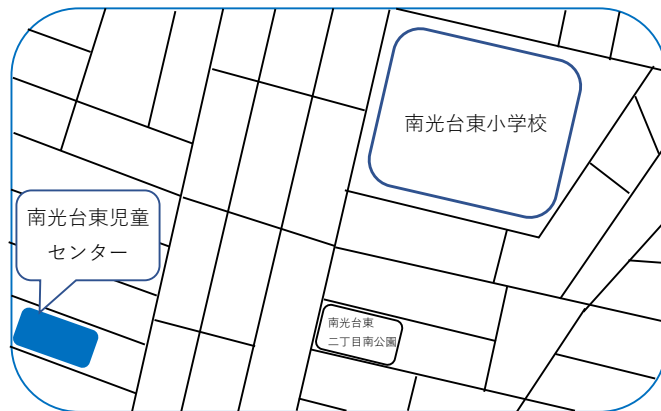 南光台東小学校
南光台東児童
センター
南光台東
二丁目南公園